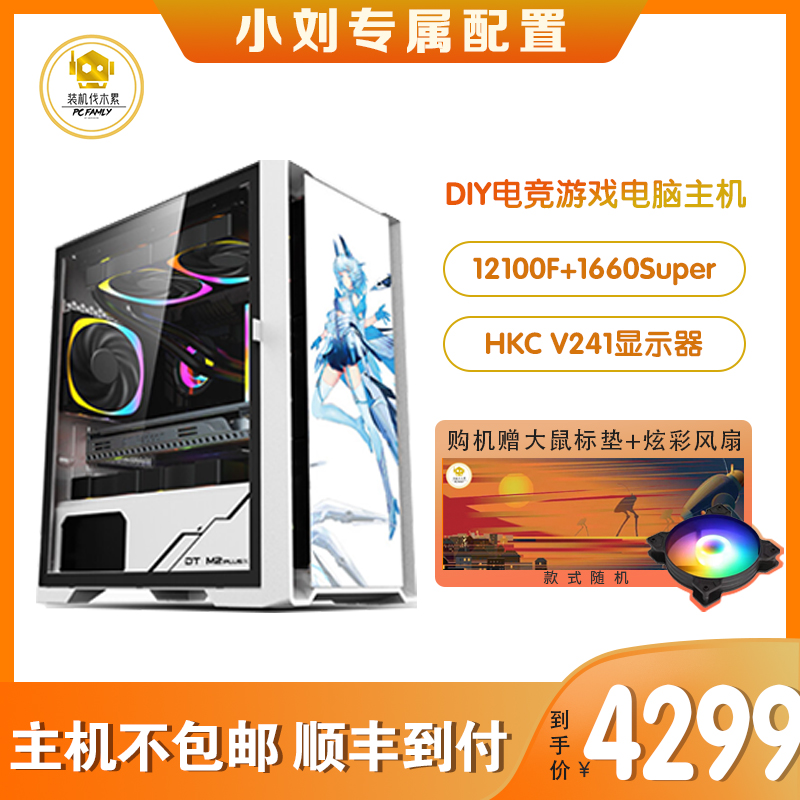 小刘专属配置
装机伐木累
PC FAMLY
DIY电竞游戏电脑主机
12100F+1660Super
HKC V241显示器
购机赠大鼠标垫+炫彩风扇
款式随机
DT M2 PLUS
主机不包邮 顺丰到付
到手价
¥4299